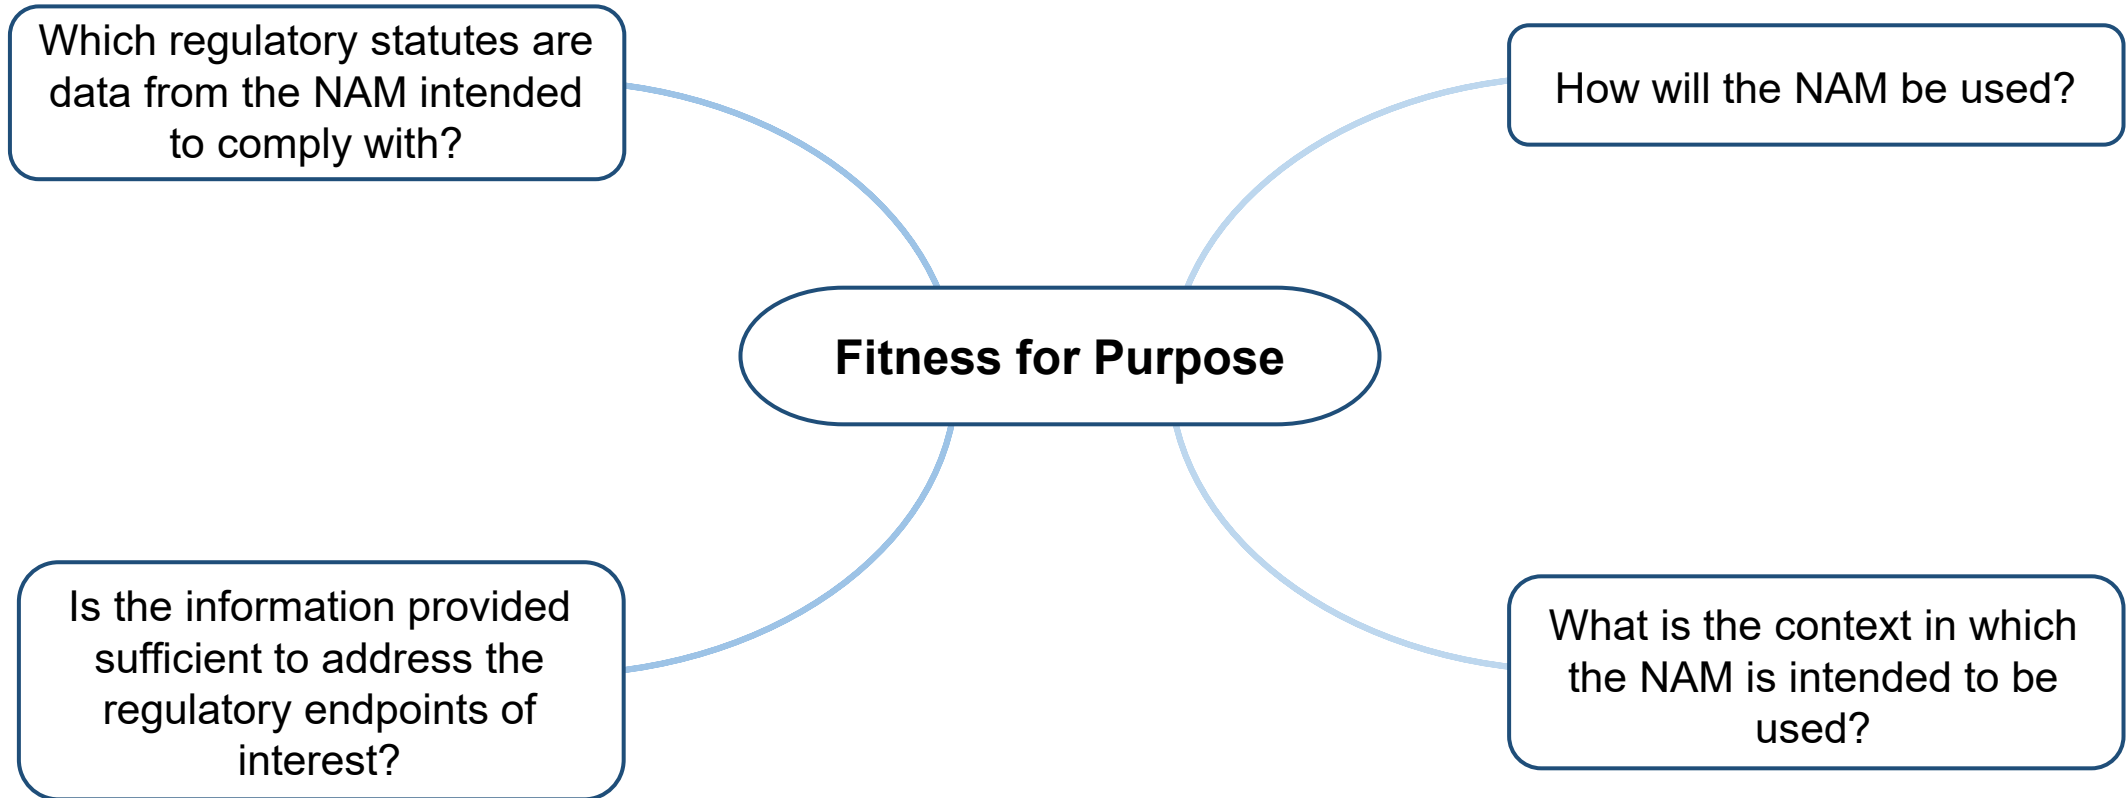 Which regulatory statutes are
data from the NAM intended
to comply with?
How will the NAM be used?
Fitness for Purpose
Is the information provided
sufficient to address the
regulatory endpoints of
interest?
What is the context in which
the NAM is intended to be
used?